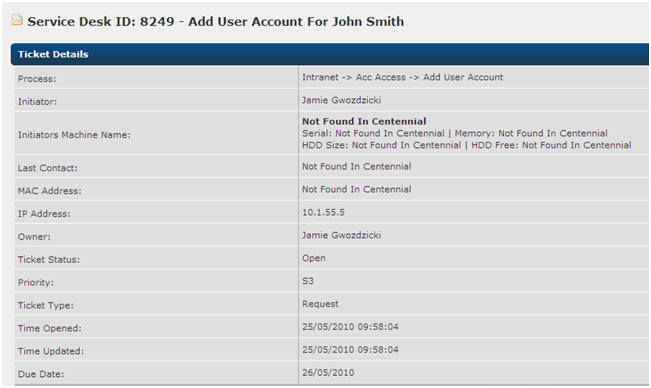 Service Desk ID: 8249 - Add User Account For John Smith
Ticket Details
Process: Intranet -> Acc Access -> Add User Account
Initiator: Jamie Gwozdzicki
Initiators Machine Name: Not Found In Centennial
Serial: Not Found In Centennial | Memory: Not Found In Centennial
HDD Size: Not Found In Centennial | HDD Free: Not Found In Centennial
Last Contact: Not Found In Centennial
MAC Address: Not Found In Centennial
IP Address: 10.1.55.5
Owner: Jamie Gwozdzicki
Ticket Status: Open
Priority: S3
Ticket Type: Request
Time Opened: 25/05/2010 09:58:04
Time Updated: 25/05/2010 09:58:04
Due Date: 26/05/2010